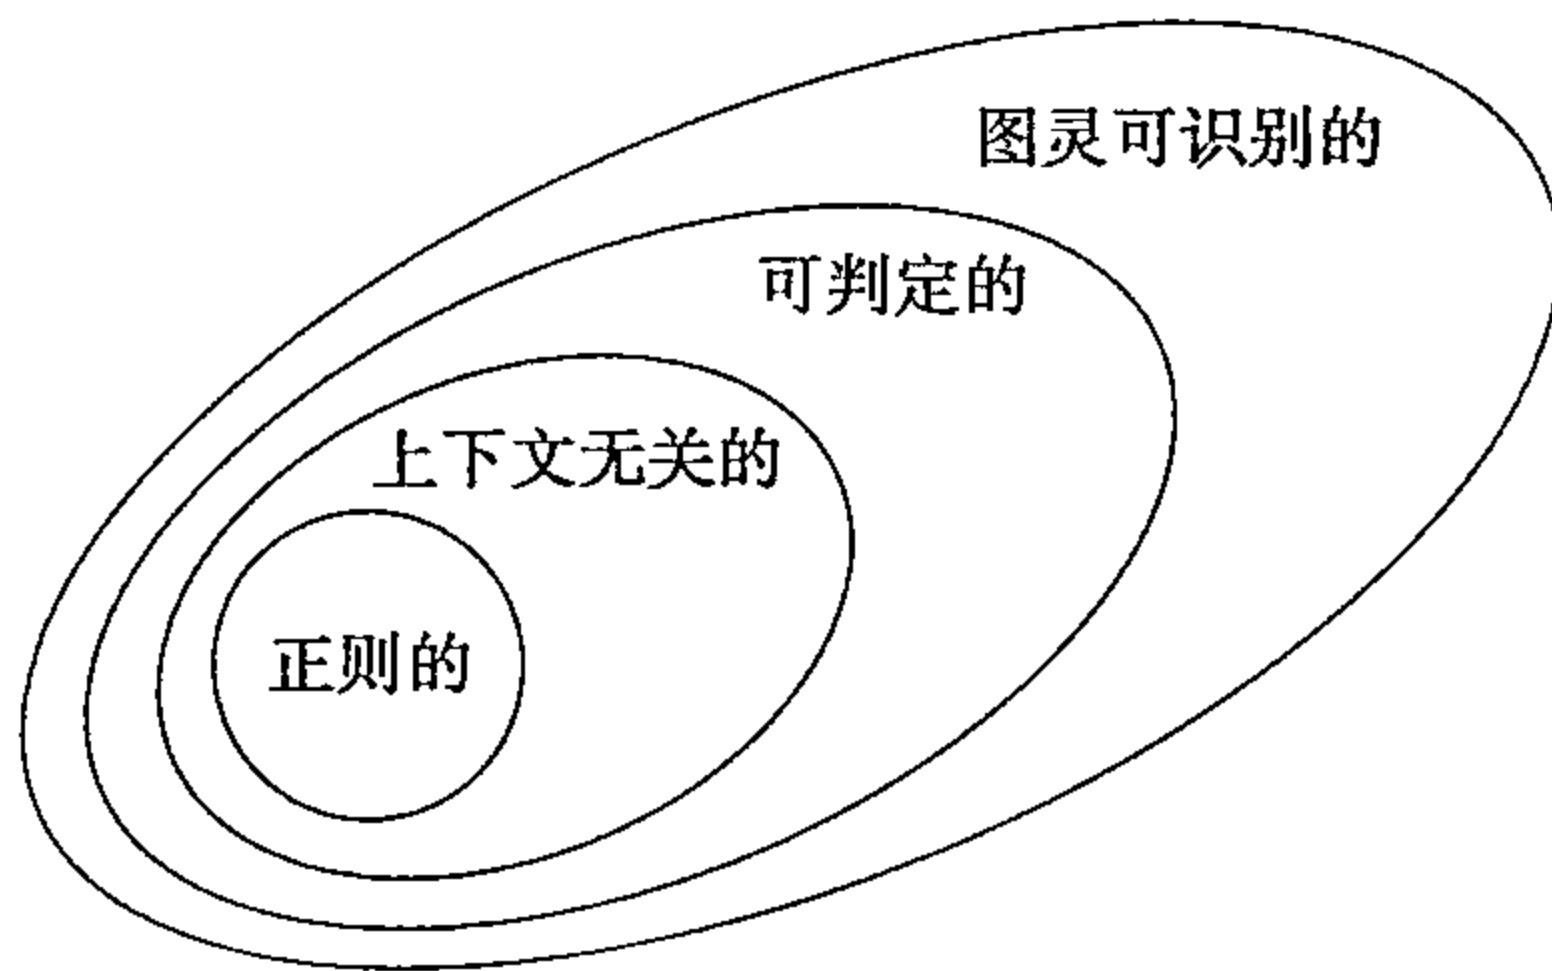 图灵可识别的
可判定的
上下文无关的
正则的